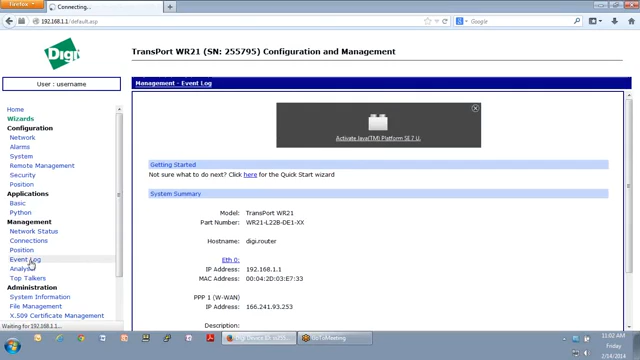 Firefox
Connecting...
192.168.1.1/default.asp
Google
Digi
TransPort WR21 (SN: 255795) Configuration and Management
User : username
Management - Event Log
Home
Wizards
Configuration
Network
Alarms
System
Remote Management
Security
Position
Applications
Basic
Python
Management
Network Status
Connections
Position
Event Log
Top Talkers
Administration
System Information
File Management
X.509 Certificate Management
Activate Java(TM) Platform SE 7 U.
Getting Started
Not sure what to do next? Click here for the Quick Start wizard
System Summary
Model: TransPort WR21
Part Number: WR21-L22B-DE1-XX
Hostname: digi.router
Eth 0:
IP Address: 192.168.1.1
MAC Address: 00:04:2D:03:E7:33
PPP 1 (W-WAN)
IP Address: 166.241.93.253
Description:
Waiting for 192.168.1.1...
GoToMeeting
11:02 AM
Friday
2/14/2014